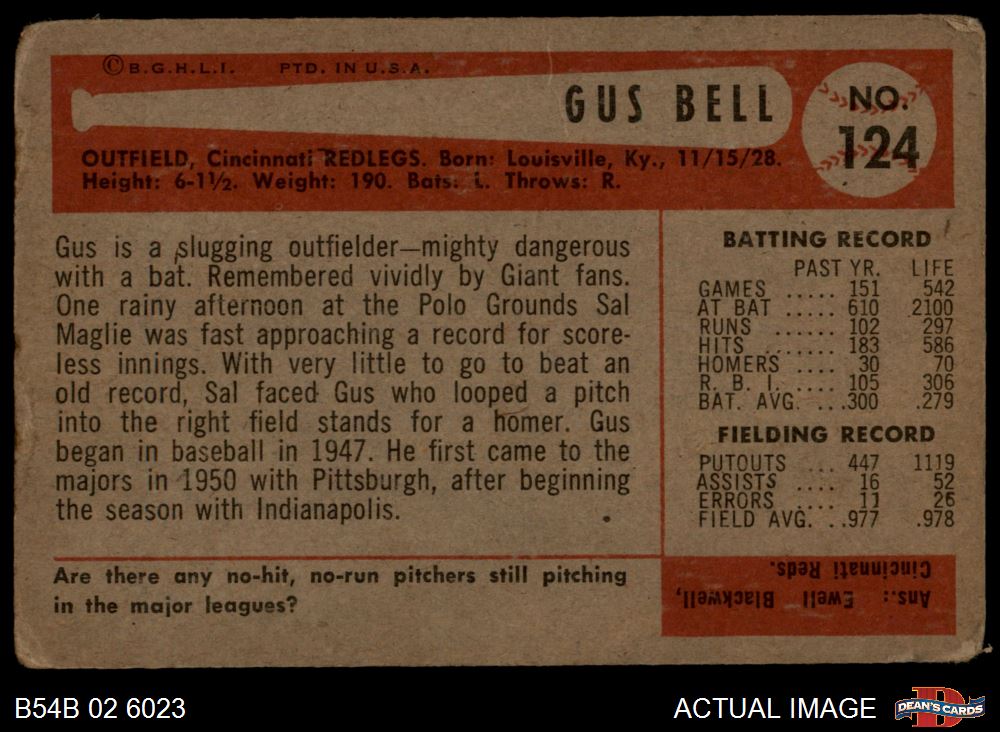 ©B.G.H.L.I. PTD. IN U.S.A.
GUS BELL
NO.
124
OUTFIELD, Cincinnati REDLEGS. Born: Louisville, Ky., 11/15/28.
Height: 6-11½. Weight: 190. Bats: L. Throws: R.
Gus is a slugging outfielder—mighty dangerous
with a bat. Remembered vividly by Giant fans.
One rainy afternoon at the Polo Grounds Sal
Maglie was fast approaching a record for score-
less innings. With very little to go to beat an
old record, Sal faced Gus who looped a pitch
into the right field stands for a homer. Gus
began in baseball in 1947. He first came to the
majors in 1950 with Pittsburgh, after beginning
the season with Indianapolis.
BATTING RECORD
PAST YR. LIFE
GAMES ..... 151 542
AT BAT ..... 610 2100
RUNS ...... 102 297
HITS ....... 183 586
HOMERS .... 30 70
R. B. I. .... 105 306
BAT. AVG. ...300 .279
FIELDING RECORD
PUTOUTS ... 447 1119
ASSISTS .... 16 52
ERRORS .... 11 26
FIELD AVG. ..977 .978
Are there any no-hit, no-run pitchers still pitching
in the major leagues?
Ans.: Ewell Blackwell,
Cincinnati Reds.
B54B 02 6023
ACTUAL IMAGE
D
DEAN'S CARDS